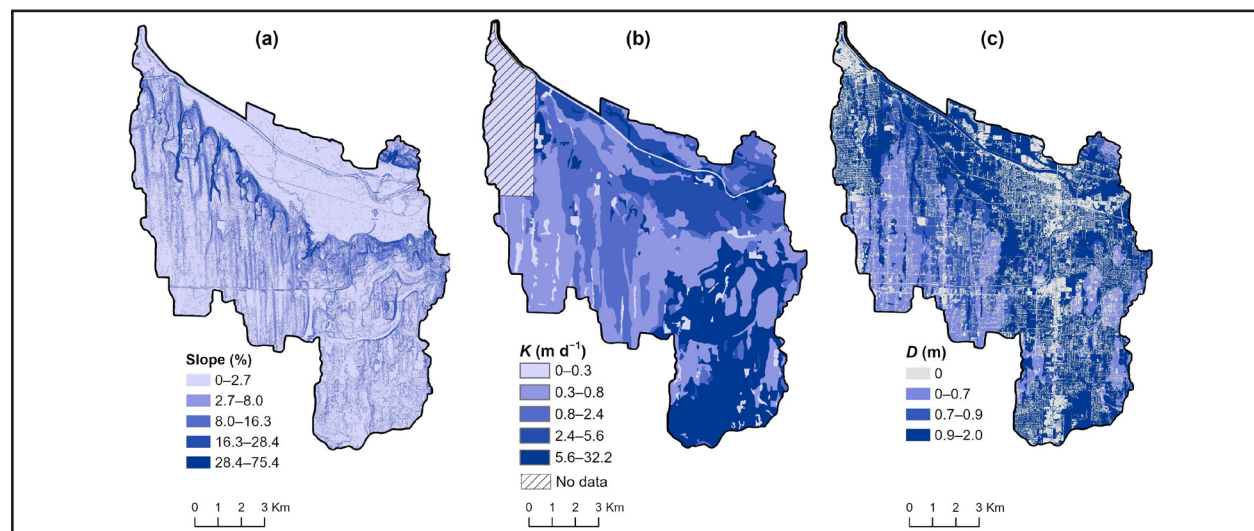 (a)
Slope (%)
0–2.7
2.7–8.0
8.0–16.3
16.3–28.4
28.4–75.4
0 1 2 3 Km
(b)
K (m d⁻¹)
0–0.3
0.3–0.8
0.8–2.4
2.4–5.6
5.6–32.2
No data
0 1 2 3 Km
(c)
D (m)
0
0–0.7
0.7–0.9
0.9–2.0
0 1 2 3 Km